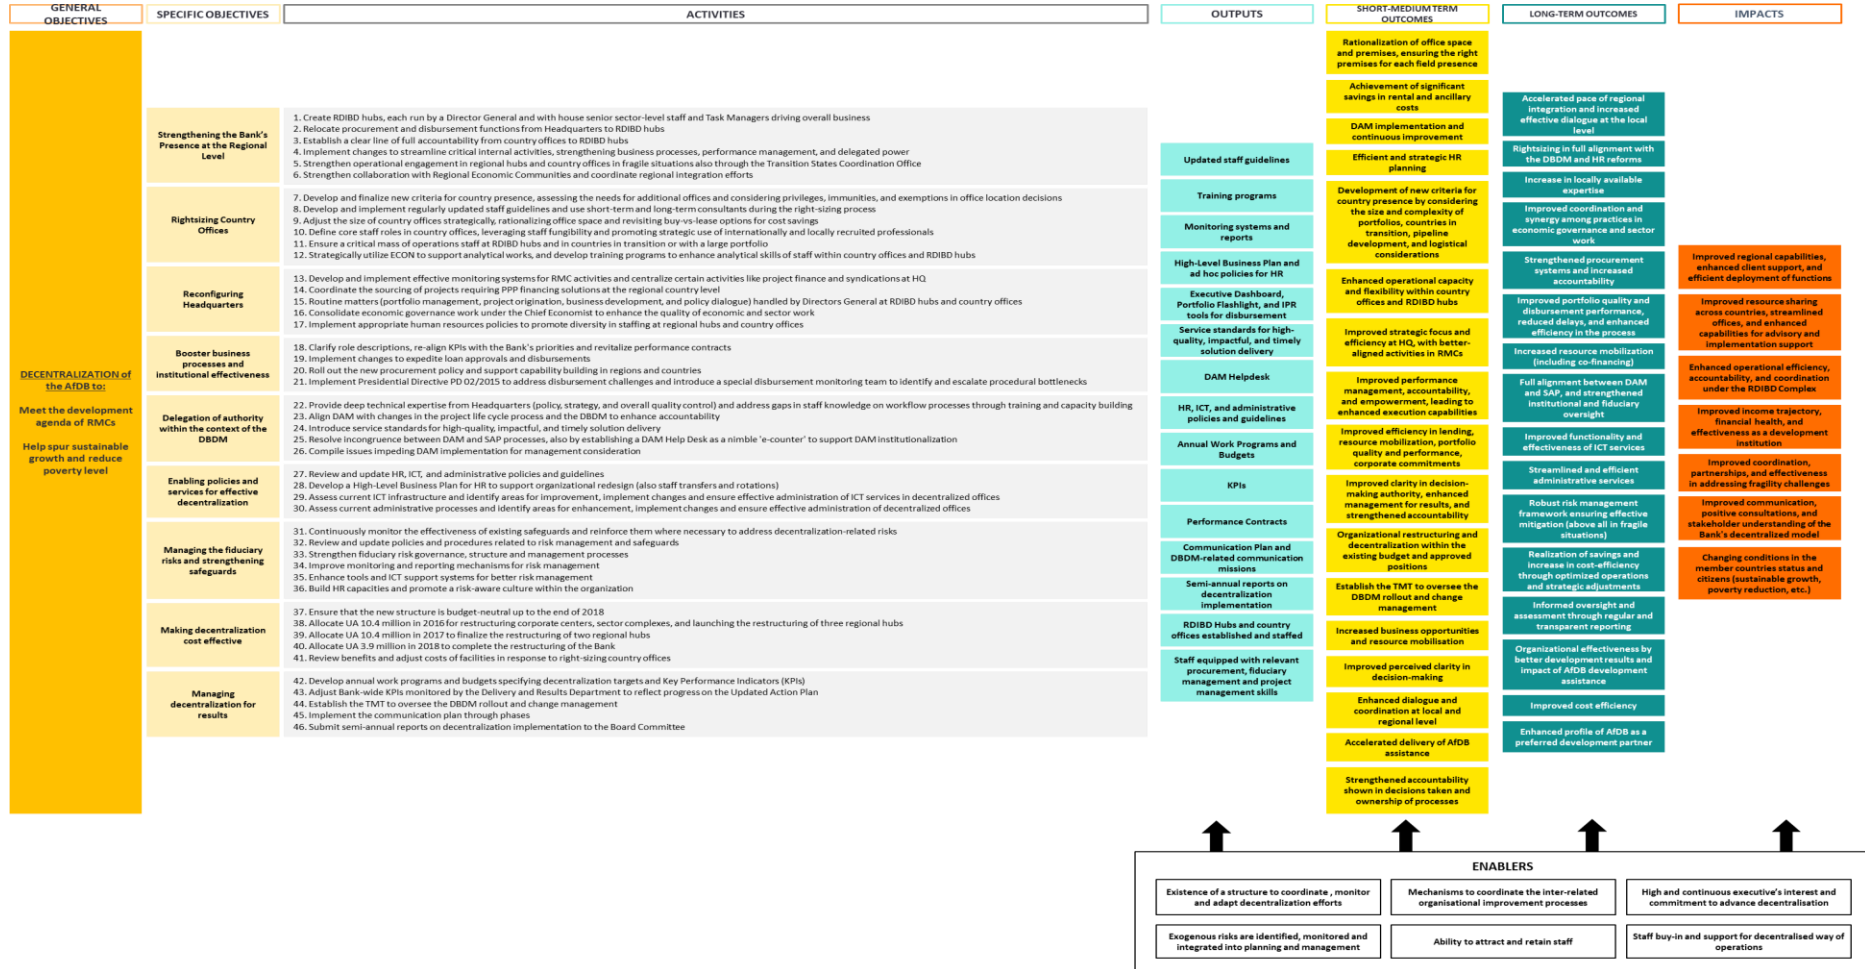 GENERAL
OBJECTIVES
SPECIFIC OBJECTIVES
ACTIVITIES
OUTPUTS
SHORT-MEDIUM TERM
OUTCOMES
LONG-TERM OUTCOMES
IMPACTS
DECENTRALIZATION of
the AfDB to:
Meet the development
agenda of RMCs
Help spur sustainable
growth and reduce
poverty level
Strengthening the Bank's
Presence at the Regional
Level
1. Create RDIBD hubs, each run by a Director General and with house senior sector-level staff and Task Managers driving overall business
2. Relocate procurement and disbursement functions from Headquarters to RDIBD hubs
3. Establish a clear line of full accountability from country offices to RDIBD hubs
4. Implement changes to streamline critical internal activities, strengthening business processes, performance management, and delegated power
5. Strengthen operational engagement in regional hubs and country offices in fragile situations also through the Transition States Coordination Office
6. Strengthen collaboration with Regional Economic Communities and coordinate regional integration efforts
Rightsizing Country
Offices
7. Develop and finalize new criteria for country presence, assessing the needs for additional offices and considering privileges, immunities, and exemptions in office location decisions
8. Develop and implement regularly updated staff guidelines and use short-term and long-term consultants during the right-sizing process
9. Adjust the size of country offices strategically, rationalizing office space and revisiting buy-vs-lease options for cost savings
10. Define core staff roles in country offices, leveraging staff fungibility and promoting strategic use of internationally and locally recruited professionals
11. Ensure a critical mass of operations staff at RDIBD hubs and in countries in transition or with a large portfolio
12. Strategically utilize ECON to support analytical works, and develop training programs to enhance analytical skills of staff within country offices and RDIBD hubs
Reconfiguring
Headquarters
13. Develop and implement effective monitoring systems for RMC activities and centralize certain activities like project finance and syndications at HQ
14. Coordinate the sourcing of projects requiring PPP financing solutions at the regional country level
15. Routine matters (portfolio management, project origination, business development, and policy dialogue) handled by Directors General at RDIBD hubs and country offices
16. Consolidate economic governance work under the Chief Economist to enhance the quality of economic and sector work
17. Implement appropriate human resources policies to promote diversity in staffing at regional hubs and country offices
Booster business
processes and
institutional effectiveness
18. Clarify role descriptions, re-align KPIs with the Bank's priorities and revitalize performance contracts
19. Implement changes to expedite loan approvals and disbursements
20. Roll out the new procurement policy and support capability building in regions and countries
21. Implement Presidential Directive PD 02/2015 to address disbursement challenges and introduce a special disbursement monitoring team to identify and escalate procedural bottlenecks
Delegation of authority
within the context of the
DBDM
22. Provide deep technical expertise from Headquarters (policy, strategy, and overall quality control) and address gaps in staff knowledge on workflow processes through training and capacity building
23. Align DAM with changes in the project life cycle process and the DBDM to enhance accountability
24. Introduce service standards for high-quality, impactful, and timely solution delivery
25. Resolve incongruence between DAM and SAP processes, also by establishing a DAM Help Desk as a nimble 'e-counter' to support DAM institutionalization
26. Compile issues impeding DAM implementation for management consideration
Enabling policies and
services for effective
decentralization
27. Review and update HR, ICT, and administrative policies and guidelines
28. Develop a High-Level Business Plan for HR to support organizational redesign (also staff transfers and rotations)
29. Assess current ICT infrastructure and identify areas for improvement, implement changes and ensure effective administration of ICT services in decentralized offices
30. Assess current administrative processes and identify areas for enhancement, implement changes and ensure effective administration of decentralized offices
Managing the fiduciary
risks and strengthening
safeguards
31. Continuously monitor the effectiveness of existing safeguards and reinforce them where necessary to address decentralization-related risks
32. Review and update policies and procedures related to risk management and safeguards
33. Strengthen fiduciary risk governance, structure and management processes
34. Improve monitoring and reporting mechanisms for risk management
35. Enhance tools and ICT support systems for better risk management
36. Build HR capacities and promote a risk-aware culture within the organization
Making decentralization
cost effective
37. Ensure that the new structure is budget-neutral up to the end of 2018
38. Allocate UA 10.4 million in 2016 for restructuring corporate centers, sector complexes, and launching the restructuring of three regional hubs
39. Allocate UA 10.4 million in 2017 to finalize the restructuring of two regional hubs
40. Allocate UA 3.9 million in 2018 to complete the restructuring of the Bank
41. Review benefits and adjust costs of facilities in response to right-sizing country offices
Managing
decentralization for
results
42. Develop annual work programs and budgets specifying decentralization targets and Key Performance Indicators (KPIs)
43. Adjust Bank-wide KPIs monitored by the Delivery and Results Department to reflect progress on the Updated Action Plan
44. Establish the TMT to oversee the DBDM rollout and change management
45. Implement the communication plan through phases
46. Submit semi-annual reports on decentralization implementation to the Board Committee
Updated staff guidelines
Training programs
Monitoring systems and
reports
High-Level Business Plan and
ad hoc policies for HR
Executive Dashboard,
Portfolio Flashlight, and IPR
tools for disbursement
Service standards for high-
quality, impactful, and timely
solution delivery
DAM Helpdesk
HR, ICT, and administrative
policies and guidelines
Annual Work Programs and
Budgets
KPIs
Performance Contracts
Communication Plan and
DBDM-related communication
missions
Semi-annual reports on
decentralization
implementation
RDIBD Hubs and country
offices established and staffed
Staff equipped with relevant
procurement, fiduciary
management and project
management skills
Rationalization of office space
and premises, ensuring the right
premises for each field presence
Achievement of significant
savings in rental and ancillary
costs
DAM implementation and
continuous improvement
Efficient and strategic HR
planning
Development of new criteria for
country presence by considering
the size and complexity of
portfolios, countries in
transition, pipeline
development, and logistical
considerations
Enhanced operational capacity
and flexibility within country
offices and RDIBD hubs
Improved strategic focus and
efficiency at HQ, with better-
aligned activities in RMCs
Improved performance
management, accountability,
and empowerment, leading to
enhanced execution capabilities
Improved efficiency in lending,
resource mobilization, portfolio
quality and performance,
corporate commitments
Improved clarity in decision-
making authority, enhanced
management for results, and
strengthened accountability
Organizational restructuring and
decentralization within the
existing budget and approved
positions
Establish the TMT to oversee the
DBDM rollout and change
management
Increased business opportunities
and resource mobilisation
Improved perceived clarity in
decision-making
Enhanced dialogue and
coordination at local and
regional level
Accelerated delivery of AfDB
assistance
Strengthened accountability
shown in decisions taken and
ownership of processes
Accelerated pace of regional
integration and increased
effective dialogue at the local
level
Rightsizing in full alignment with
the DBDM and HR reforms
Increase in locally available
expertise
Improved coordination and
synergy among practices in
economic governance and sector
work
Strengthened procurement
systems and increased
accountability
Improved portfolio quality and
disbursement performance,
reduced delays, and enhanced
efficiency in the process
Increased resource mobilization
(including co-financing)
Full alignment between DAM
and SAP, and strengthened
institutional and fiduciary
oversight
Improved functionality and
effectiveness of ICT services
Streamlined and efficient
administrative services
Robust risk management
framework ensuring effective
mitigation (above all in fragile
situations)
Realization of savings and
increase in cost-efficiency
through optimized operations
and strategic adjustments
Informed oversight and
assessment through regular and
transparent reporting
Organizational effectiveness by
better development results and
impact of AfDB development
assistance
Improved cost efficiency
Enhanced profile of AfDB as a
preferred development partner
Improved regional capabilities,
enhanced client support, and
efficient deployment of functions
Improved resource sharing
across countries, streamlined
offices, and enhanced
capabilities for advisory and
implementation support
Enhanced operational efficiency,
accountability, and coordination
under the RDIBD Complex
Improved income trajectory,
financial health, and
effectiveness as a development
institution
Improved coordination,
partnerships, and effectiveness
in addressing fragility challenges
Improved communication,
positive consultations, and
stakeholder understanding of the
Bank's decentralized model
Changing conditions in the
member countries status and
citizens (sustainable growth,
poverty reduction, etc.)
ENABLERS
Existence of a structure to coordinate , monitor
and adapt decentralization efforts
Mechanisms to coordinate the inter-related
organisational improvement processes
High and continuous executive's interest and
commitment to advance decentralisation
Exogenous risks are identified, monitored and
integrated into planning and management
Ability to attract and retain staff
Staff buy-in and support for decentralised way of
operations